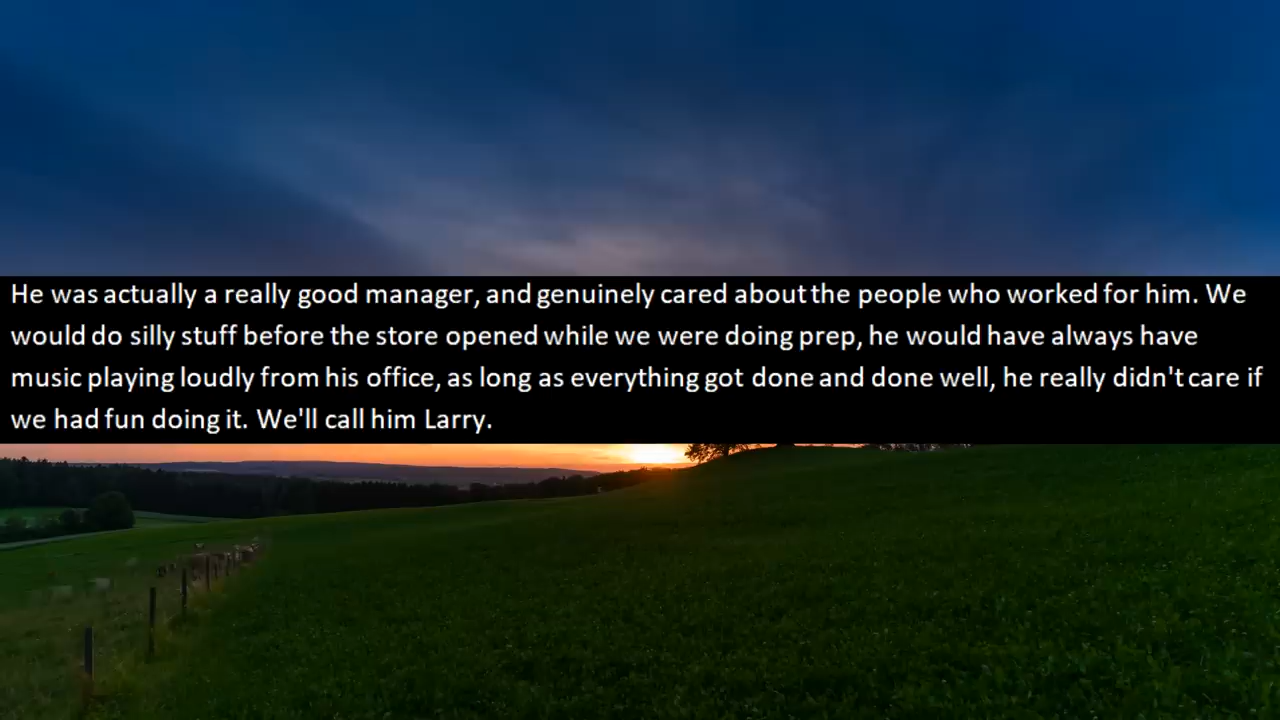 He was actually a really good manager, and genuinely cared about the people who worked for him. We
would do silly stuff before the store opened while we were doing prep, he would have always have
music playing loudly from his office, as long as everything got done and done well, he really didn't care if
we had fun doing it. We'll call him Larry.